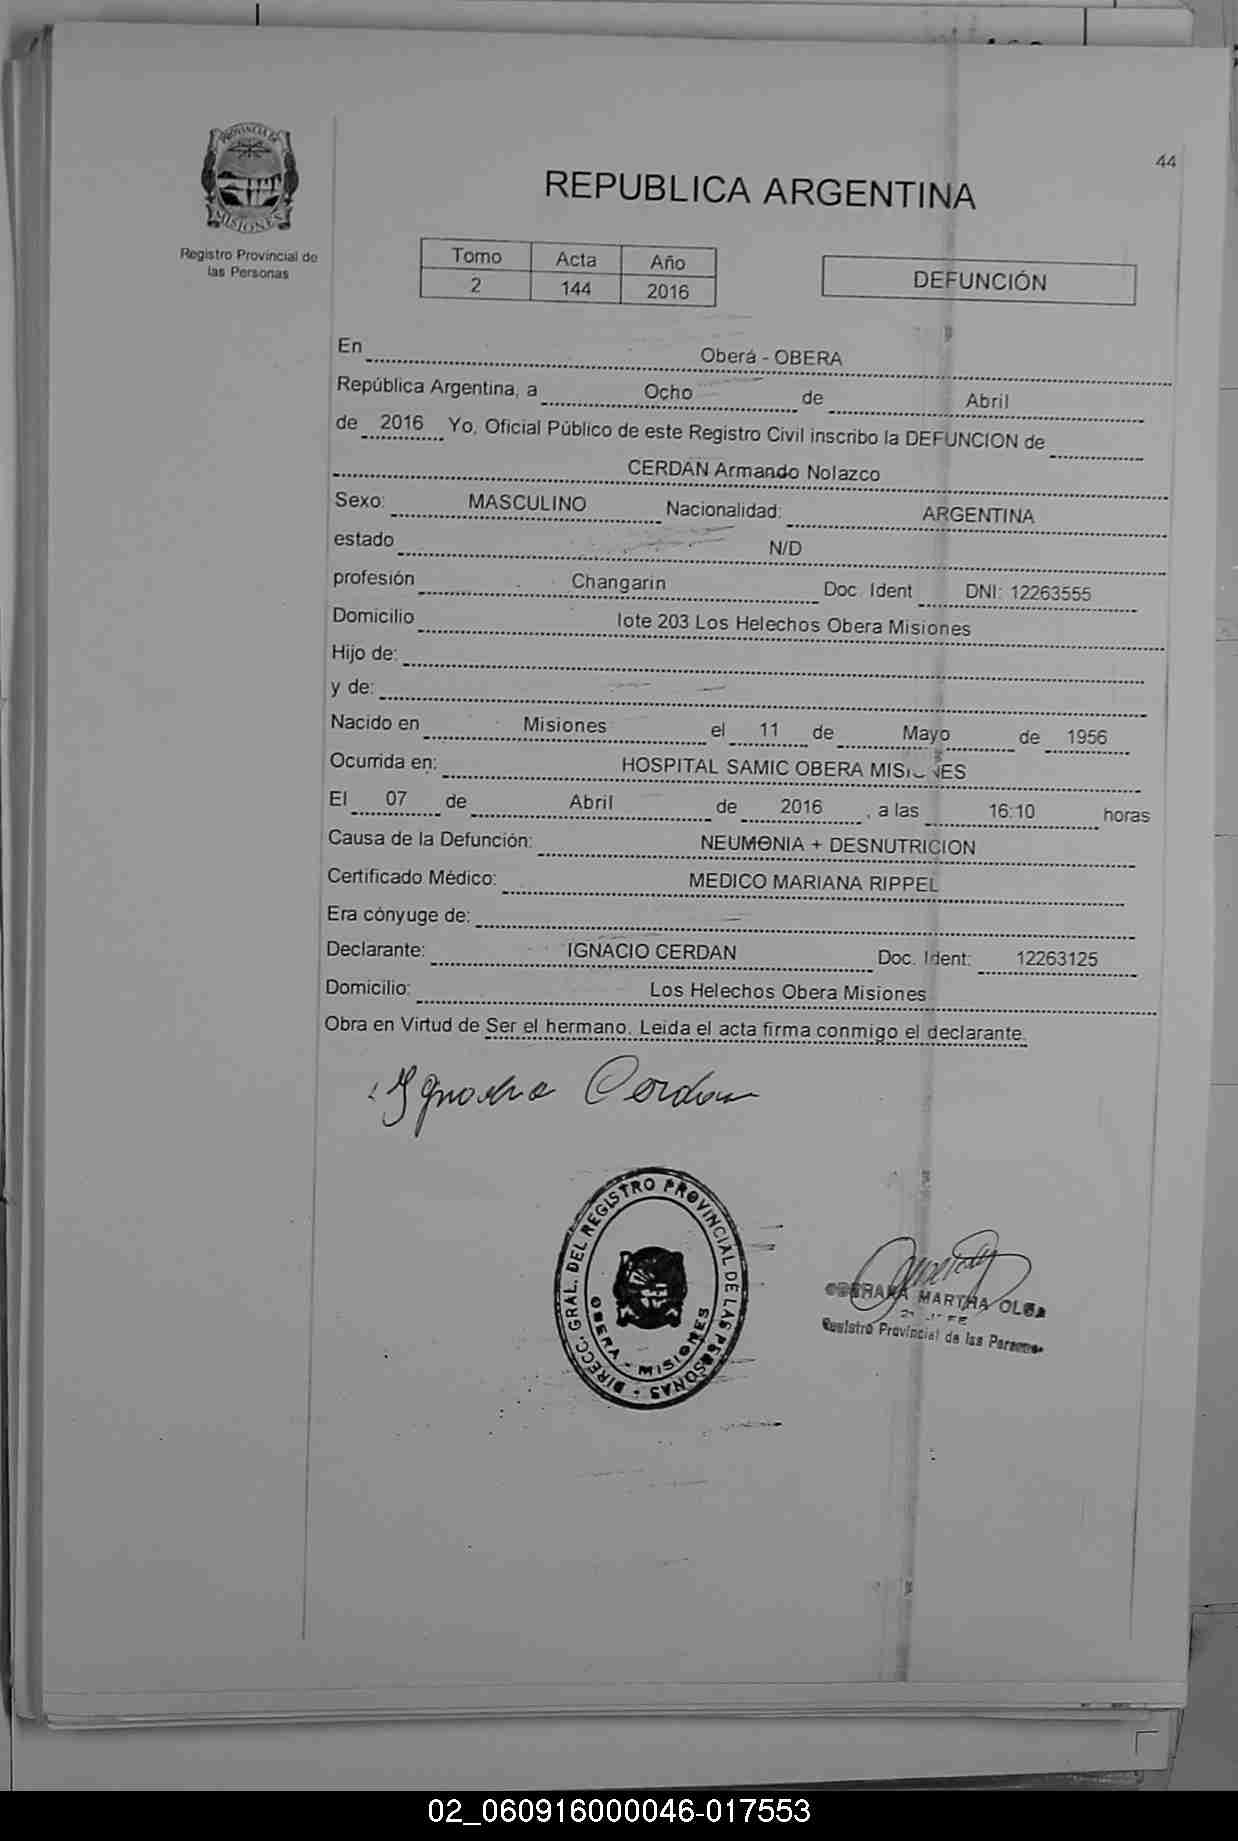 44
PROVINCIA DE
MISIONES
Registro Provincial de
las Personas
REPUBLICA ARGENTINA
Tomo Acta Año
2 144 2016
DEFUNCIÓN
En Oberá - OBERA
República Argentina, a Ocho de Abril
de 2016 Yo, Oficial Público de este Registro Civil inscribo la DEFUNCION de
CERDAN Armando Nolazco
Sexo: MASCULINO Nacionalidad: ARGENTINA
estado N/D
profesión Changarin Doc. Ident DNI: 12263555
Domicilio lote 203 Los Helechos Obera Misiones
Hijo de:
y de:
Nacido en Misiones el 11 de Mayo de 1956
Ocurrida en: HOSPITAL SAMIC OBERA MISIONES
El 07 de Abril de 2016 , a las 16:10 horas
Causa de la Defunción: NEUMONIA + DESNUTRICION
Certificado Médico: MEDICO MARIANA RIPPEL
Era cónyuge de:
Declarante: IGNACIO CERDAN Doc. Ident: 12263125
Domicilio: Los Helechos Obera Misiones
Obra en Virtud de Ser el hermano. Leida el acta firma conmigo el declarante.
Ignacio Cerdan
DIRECC. GRAL. DEL REGISTRO PROVINCIAL DE LAS PERSONAS -
OBERA - MISIONES
MARTHA OLGA
Registro Provincial de las Personas
02_060916000046-017553